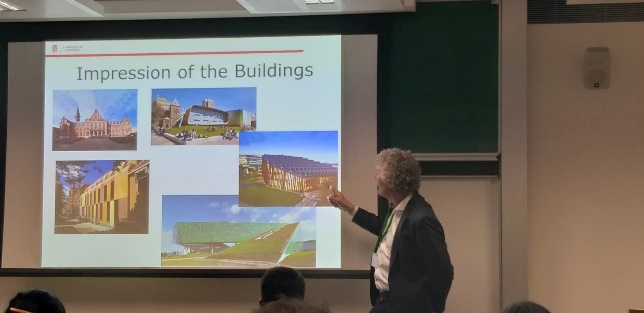 Impression of the Buildings